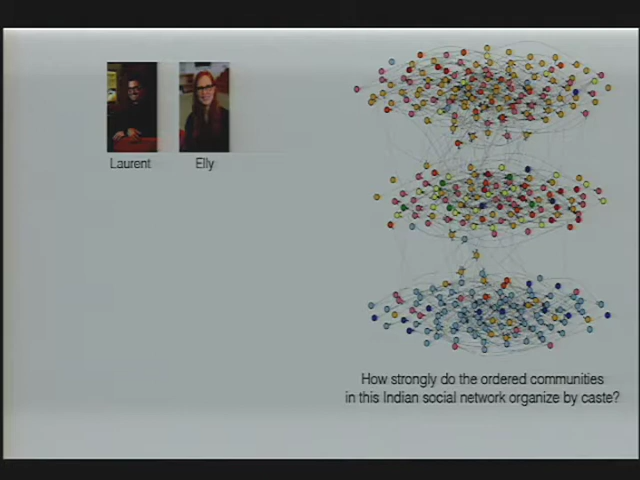 Laurent
Elly
How strongly do the ordered communities
in this Indian social network organize by caste?